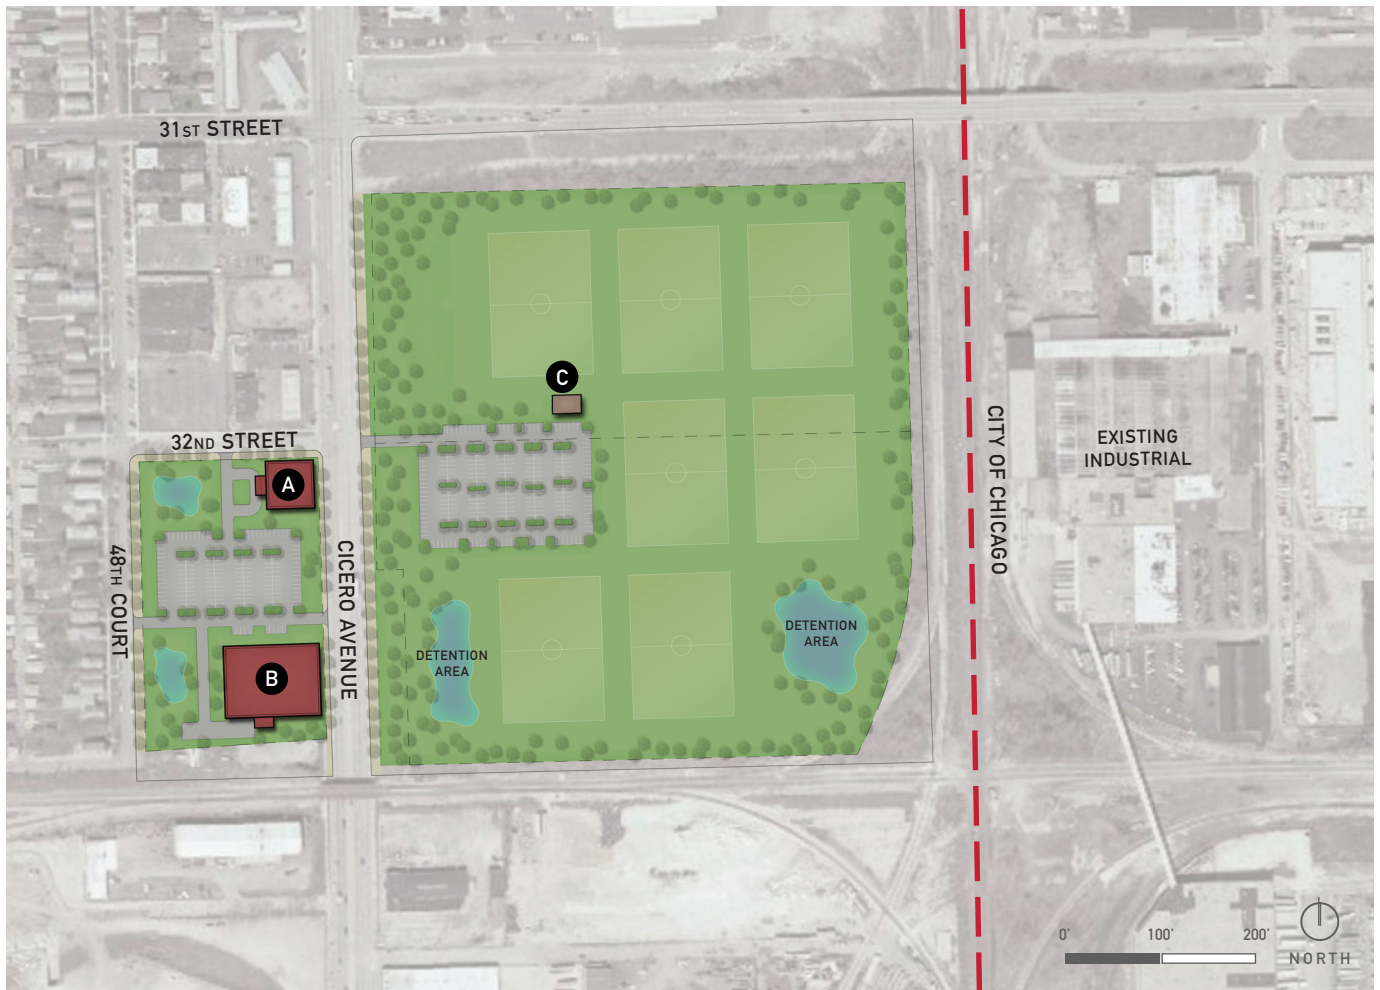 31ST STREET
C
32ND STREET
A
CITY OF CHICAGO
EXISTING
INDUSTRIAL
48TH COURT
CICERO AVENUE
DETENTION
AREA
DETENTION
AREA
B
0'
100'
200'
NORTH